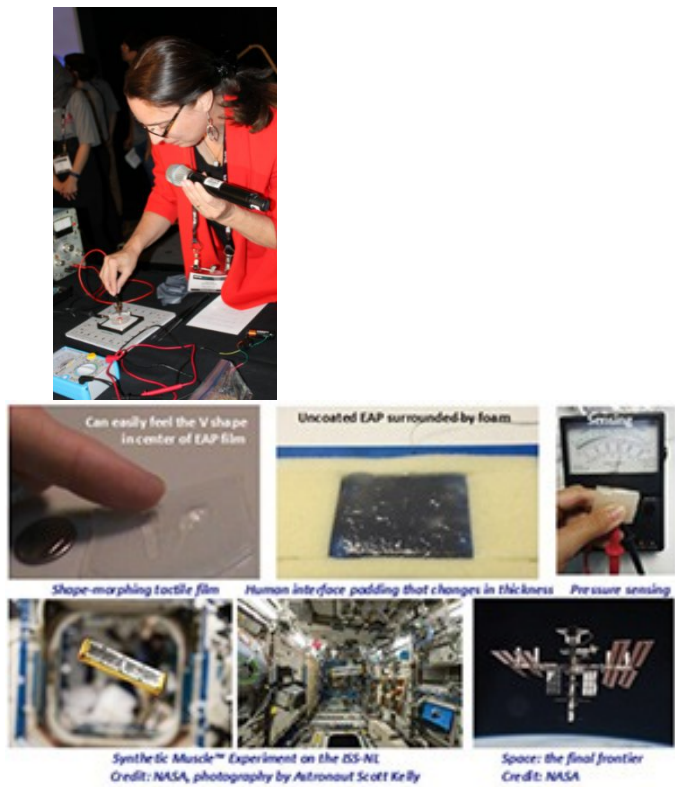 Can easily feel the V shape
in center of EAP film
Uncoated EAP surrounded by foam
Sensing
Shape-morphing tactile film
Human interface padding that changes in thickness
Pressure sensing
Synthetic Muscle™ Experiment on the ISS-NL
Credit: NASA, photography by Astronaut Scott Kelly
Space: the final frontier
Credit: NASA